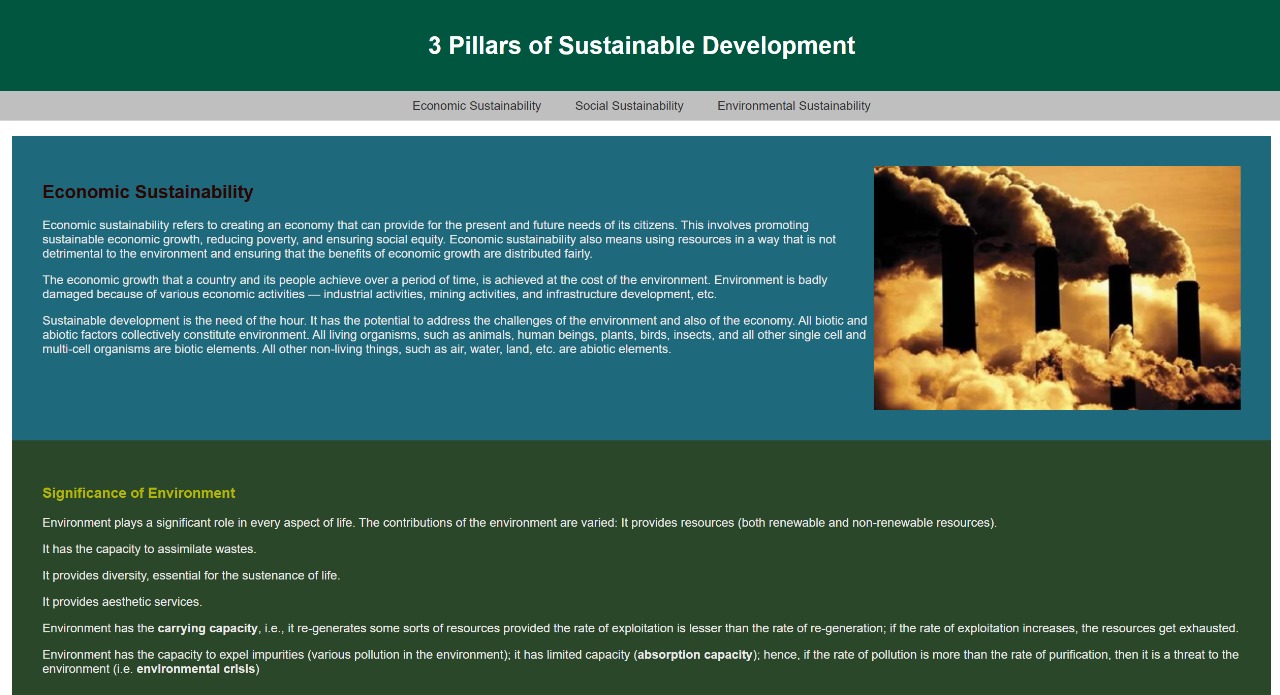 3 Pillars of Sustainable Development
Economic Sustainability Social Sustainability Environmental Sustainability
Economic Sustainability
Economic sustainability refers to creating an economy that can provide for the present and future needs of its citizens. This involves promoting
sustainable economic growth, reducing poverty, and ensuring social equity. Economic sustainability also means using resources in a way that is not
detrimental to the environment and ensuring that the benefits of economic growth are distributed fairly.
The economic growth that a country and its people achieve over a period of time, is achieved at the cost of the environment. Environment is badly
damaged because of various economic activities — industrial activities, mining activities, and infrastructure development, etc.
Sustainable development is the need of the hour. It has the potential to address the challenges of the environment and also of the economy. All biotic and
abiotic factors collectively constitute environment. All living organisms, such as animals, human beings, plants, birds, insects, and all other single cell and
multi-cell organisms are biotic elements. All other non-living things, such as air, water, land, etc. are abiotic elements.
Significance of Environment
Environment plays a significant role in every aspect of life. The contributions of the environment are varied: It provides resources (both renewable and non-renewable resources).
It has the capacity to assimilate wastes.
It provides diversity, essential for the sustenance of life.
It provides aesthetic services.
Environment has the carrying capacity, i.e., it re-generates some sorts of resources provided the rate of exploitation is lesser than the rate of re-generation; if the rate of exploitation increases, the resources get exhausted.
Environment has the capacity to expel impurities (various pollution in the environment); it has limited capacity (absorption capacity); hence, if the rate of pollution is more than the rate of purification, then it is a threat to the
environment (i.e. environmental crisis)